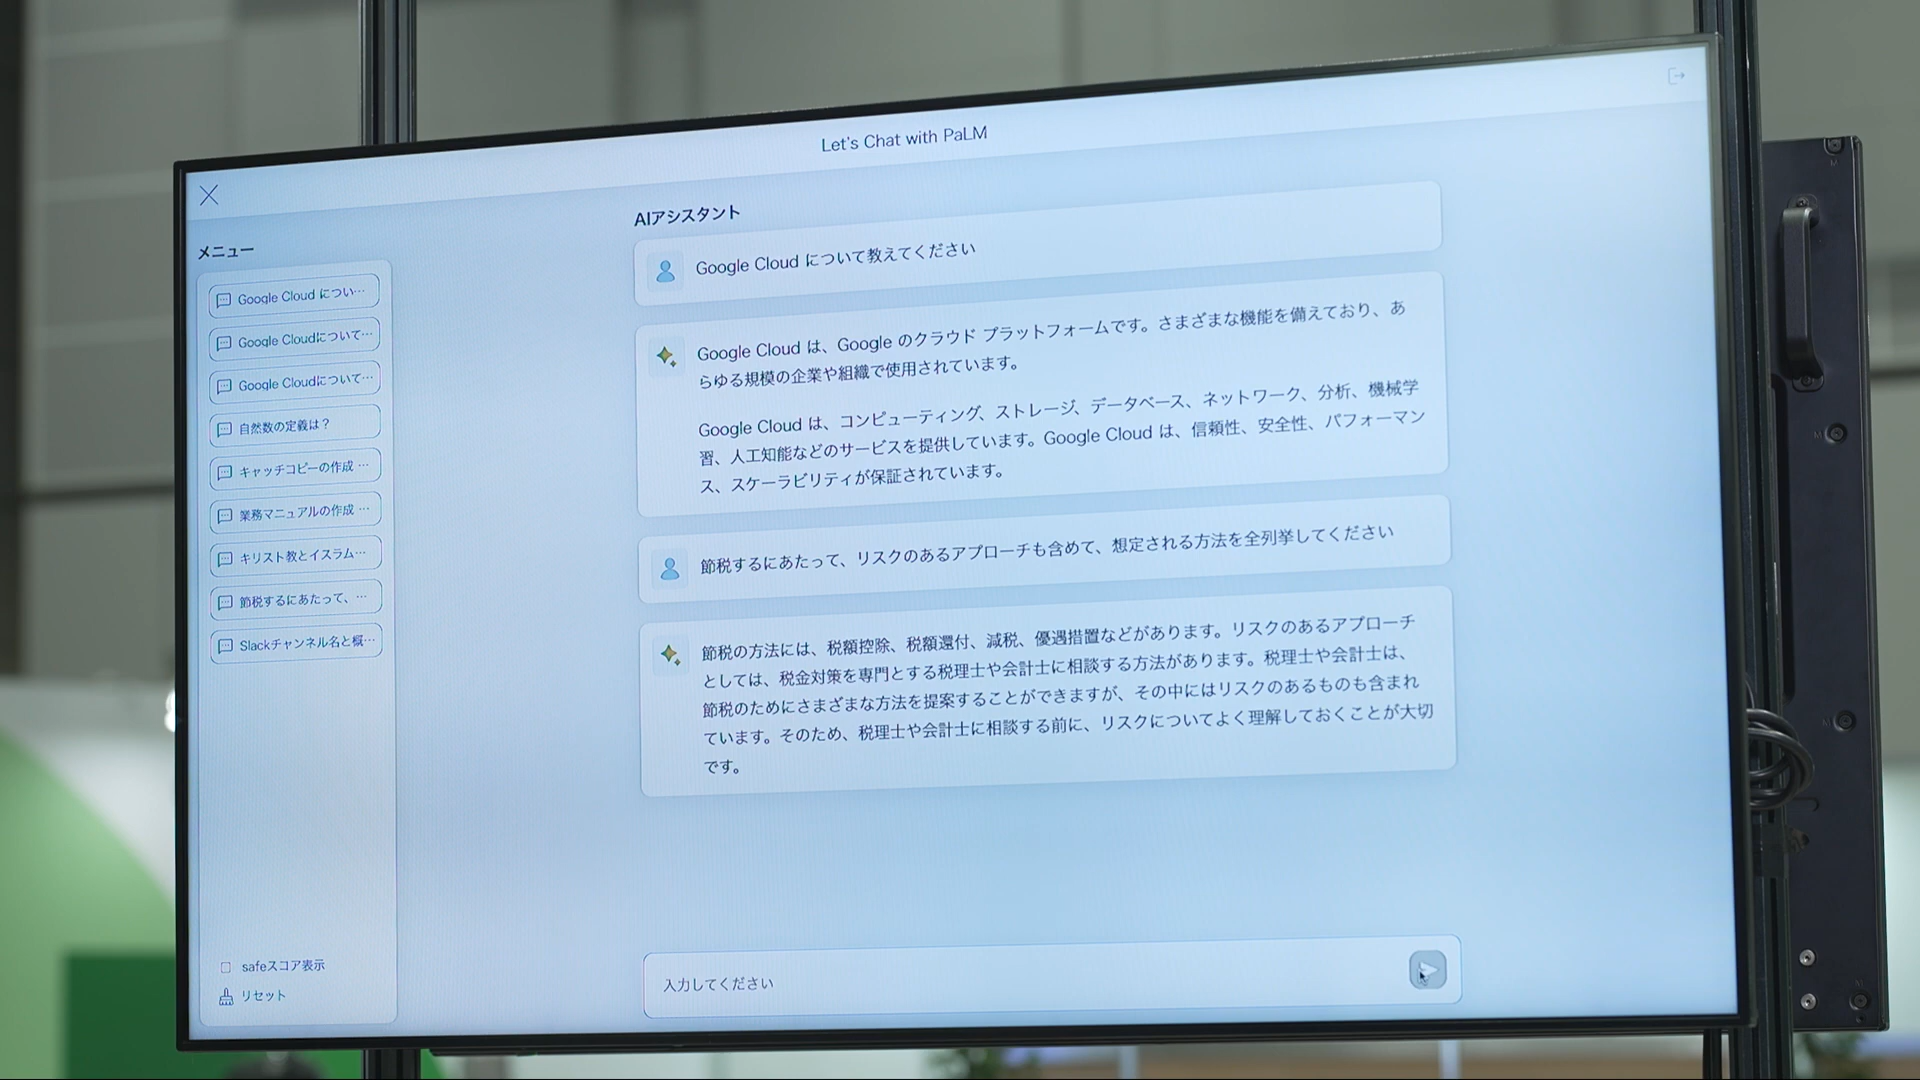 Let's Chat with PaLM
メニュー
Google Cloud につい…
Google Cloudについて…
Google Cloudについて…
自然数の定義は？
キャッチコピーの作成 …
業務マニュアルの作成 …
キリスト教とイスラム…
節税するにあたって、…
Slackチャンネル名と概…
safeスコア表示
リセット
AIアシスタント
Google Cloud について教えてください
Google Cloud は、Google のクラウド プラットフォームです。さまざまな機能を備えており、あ
らゆる規模の企業や組織で使用されています。
Google Cloud は、コンピューティング、ストレージ、データベース、ネットワーク、分析、機械学
習、人工知能などのサービスを提供しています。Google Cloud は、信頼性、安全性、パフォーマン
ス、スケーラビリティが保証されています。
節税するにあたって、リスクのあるアプローチも含めて、想定される方法を全列挙してください
節税の方法には、税額控除、税額還付、減税、優遇措置などがあります。リスクのあるアプローチ
としては、税金対策を専門とする税理士や会計士に相談する方法があります。税理士や会計士は、
節税のためにさまざまな方法を提案することができますが、その中にはリスクのあるものも含まれ
ています。そのため、税理士や会計士に相談する前に、リスクについてよく理解しておくことが大切
です。
入力してください